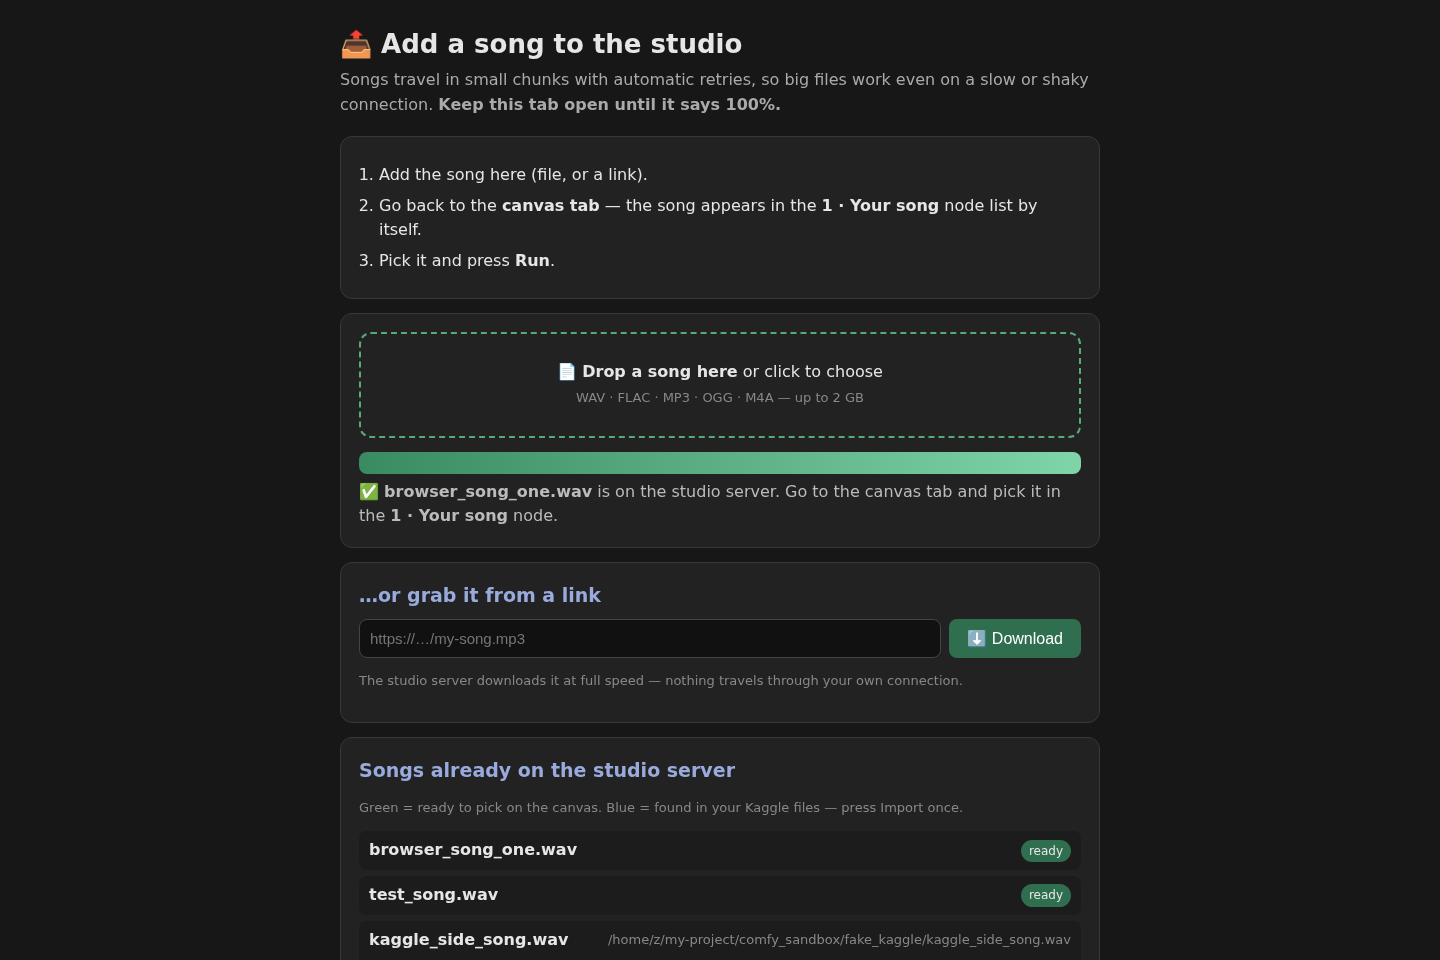 📤 Add a song to the studio
Songs travel in small chunks with automatic retries, so big files work even on a slow or shaky
connection. Keep this tab open until it says 100%.
1. Add the song here (file, or a link).
2. Go back to the canvas tab — the song appears in the 1 · Your song node list by
itself.
3. Pick it and press Run.
📄 Drop a song here or click to choose
WAV · FLAC · MP3 · OGG · M4A — up to 2 GB
✅ browser_song_one.wav is on the studio server. Go to the canvas tab and pick it in
the 1 · Your song node.
…or grab it from a link
https://…/my-song.mp3
⬇️ Download
The studio server downloads it at full speed — nothing travels through your own connection.
Songs already on the studio server
Green = ready to pick on the canvas. Blue = found in your Kaggle files — press Import once.
browser_song_one.wav ready
test_song.wav ready
kaggle_side_song.wav /home/z/my-project/comfy_sandbox/fake_kaggle/kaggle_side_song.wav